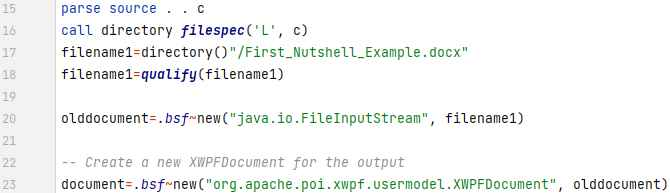 15 parse source . . c
16 call directory filespec('L', c)
17 filename1=directory()"/First_Nutshell_Example.docx"
18 filename1=qualify(filename1)
19
20 olddocument=.bsf~new("java.io.FileInputStream", filename1)
21
22 -- Create a new XWPFDocument for the output
23 document=.bsf~new("org.apache.poi.xwpf.usermodel.XWPFDocument", olddocument)